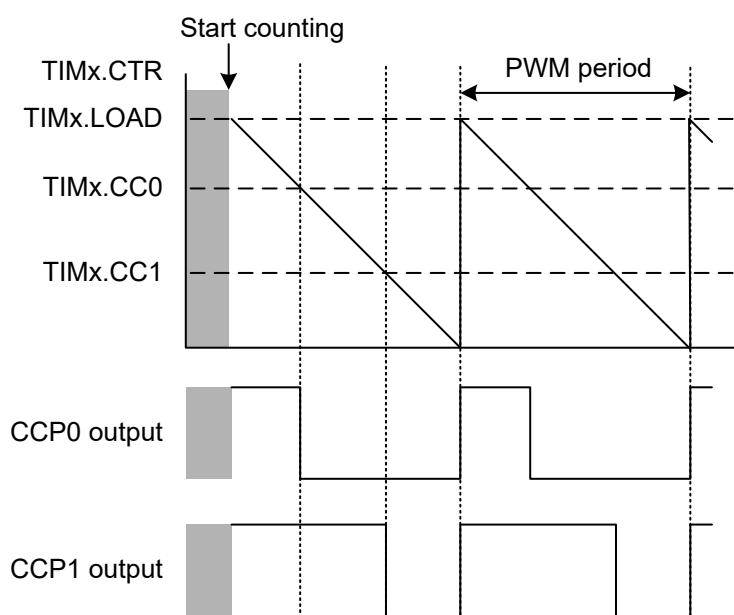 Start counting
TIMx.CTR
PWM period
TIMx.LOAD
TIMx.CC0
TIMx.CC1
CCP0 output
CCP1 output